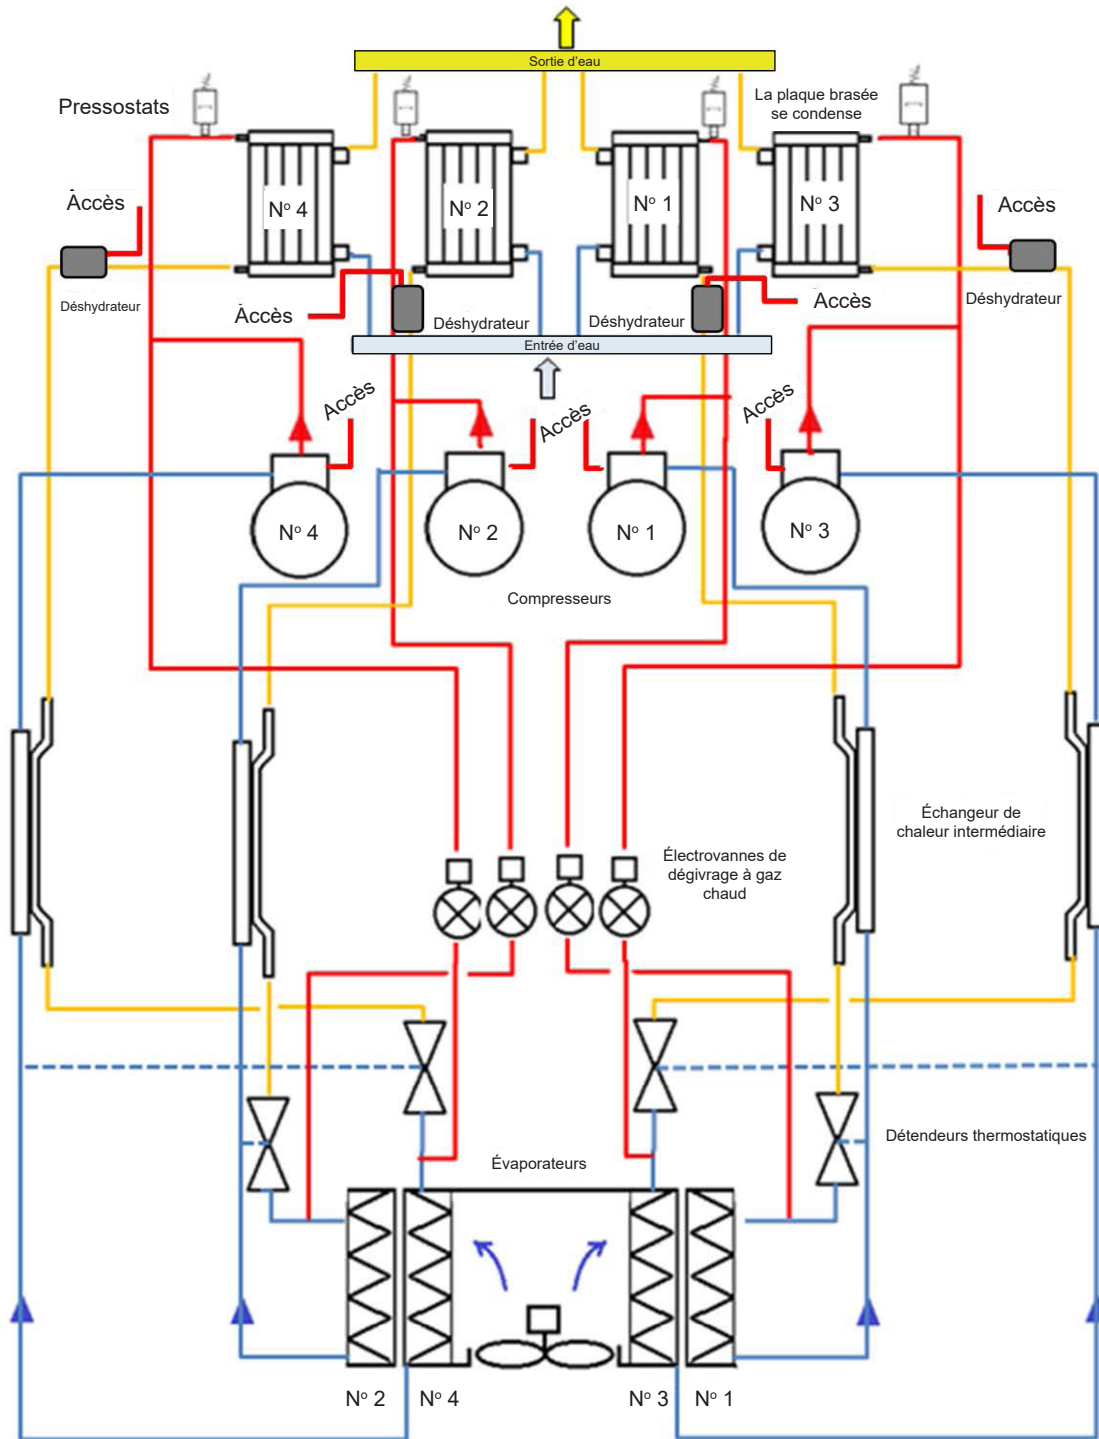 Sortie d'eau
Pressostats
La plaque brasée
se condense
N° 4
N° 2
N° 1
N° 3
Accès
Accès
Déshydrateur
Accès
Déshydrateur
Déshydrateur
Accès
Déshydrateur
Entrée d'eau
Accès
Accès
Accès
N° 4
N° 2
N° 1
N° 3
Compresseurs
Échangeur de
chaleur intermédiaire
Électrovannes de
dégivrage à gaz
chaud
Détendeurs thermostatiques
Évaporateurs
N° 2
N° 4
N° 3
N° 1